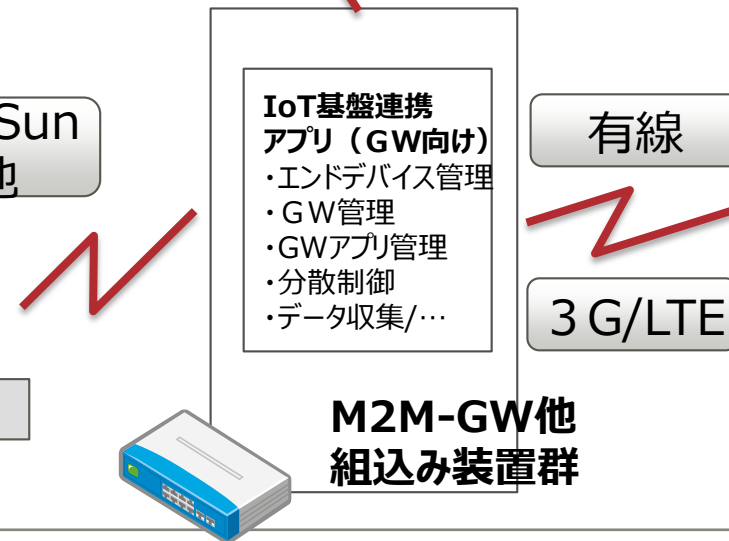 Sun
他
IoT基盤連携
アプリ（ＧＷ向け）
・エンドデバイス管理
・ＧＷ管理
・GWアプリ管理
・分散制御
・データ収集/…
有線
３G/LTE
M2M-GW他
組込み装置群